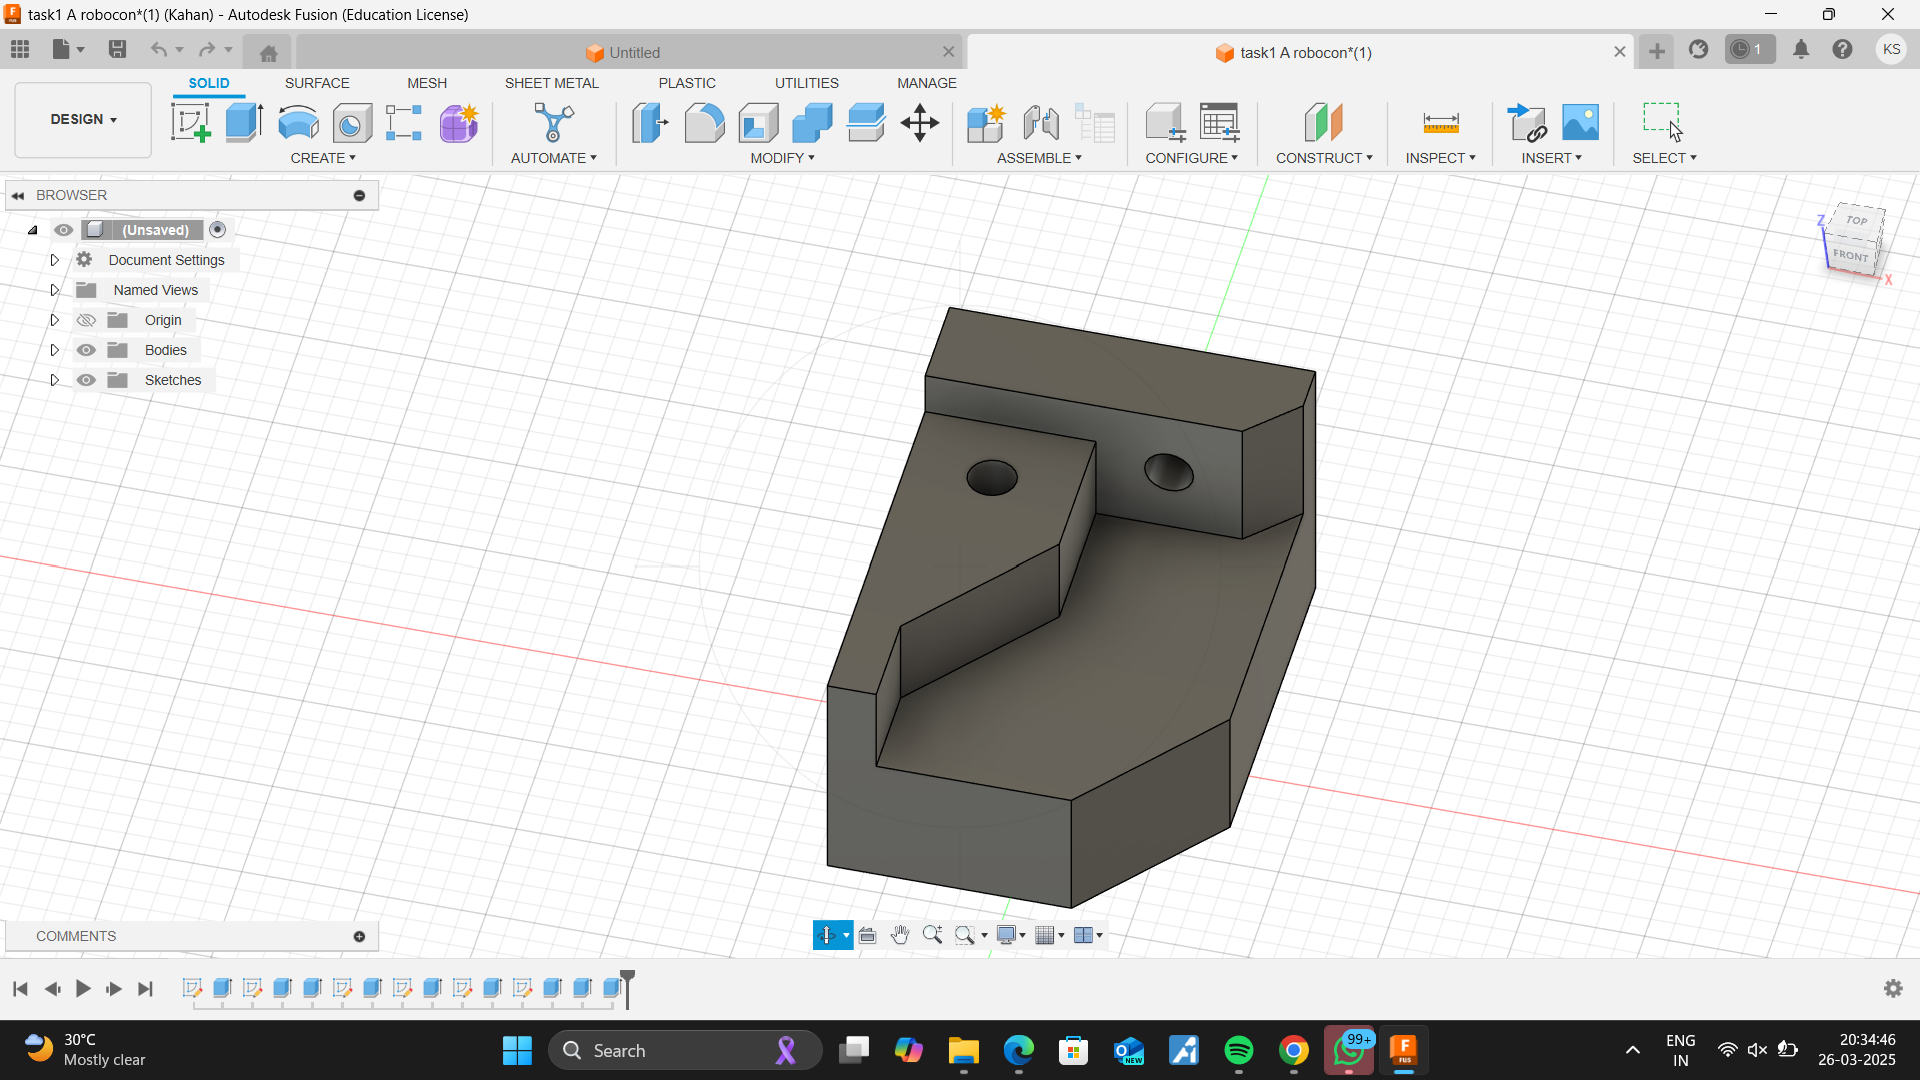 task1 A robocon*(1) (Kahan) - Autodesk Fusion (Education License)
Untitled
task1 A robocon*(1)
1
KS
DESIGN
SOLID
SURFACE
MESH
SHEET METAL
PLASTIC
UTILITIES
MANAGE
CREATE
AUTOMATE
MODIFY
ASSEMBLE
CONFIGURE
CONSTRUCT
INSPECT
INSERT
SELECT
BROWSER
(Unsaved)
Document Settings
Named Views
Origin
Bodies
Sketches
TOP
FRONT
Z
X
COMMENTS
30°C
Mostly clear
Search
NEW
99+
F
FUS
ENG
IN
20:34:46
26-03-2025